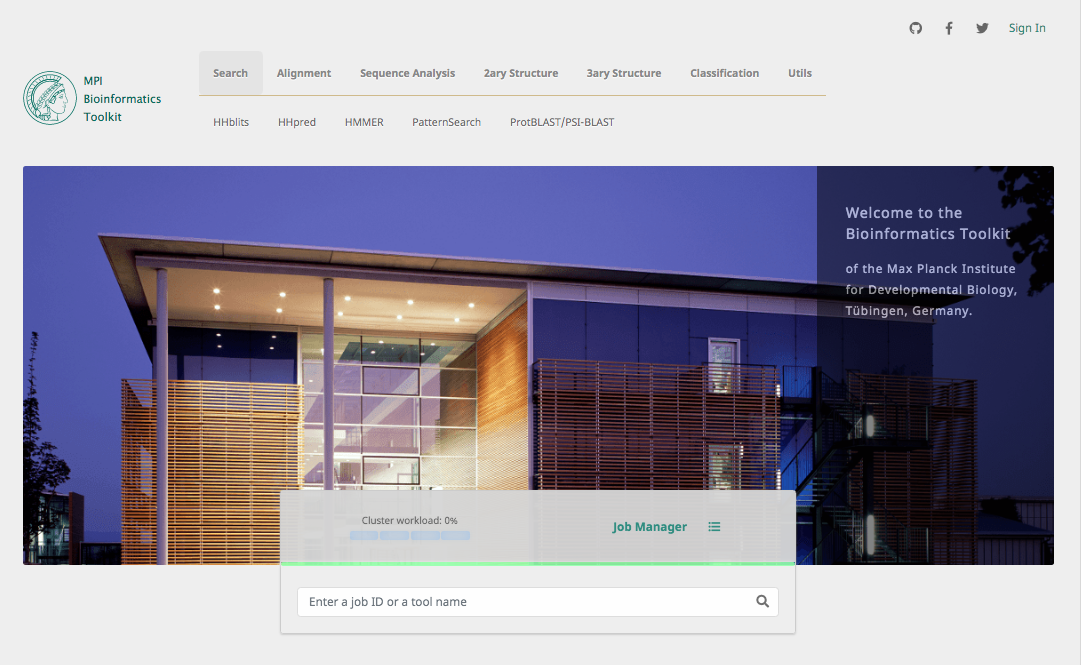 Sign In
MPI
Bioinformatics
Toolkit
Search Alignment Sequence Analysis 2ary Structure 3ary Structure Classification Utils
HHblits HHpred HMMER PatternSearch ProtBLAST/PSI-BLAST
Welcome to the
Bioinformatics Toolkit
of the Max Planck Institute
for Developmental Biology,
Tübingen, Germany.
Cluster workload: 0%
Job Manager
Enter a job ID or a tool name